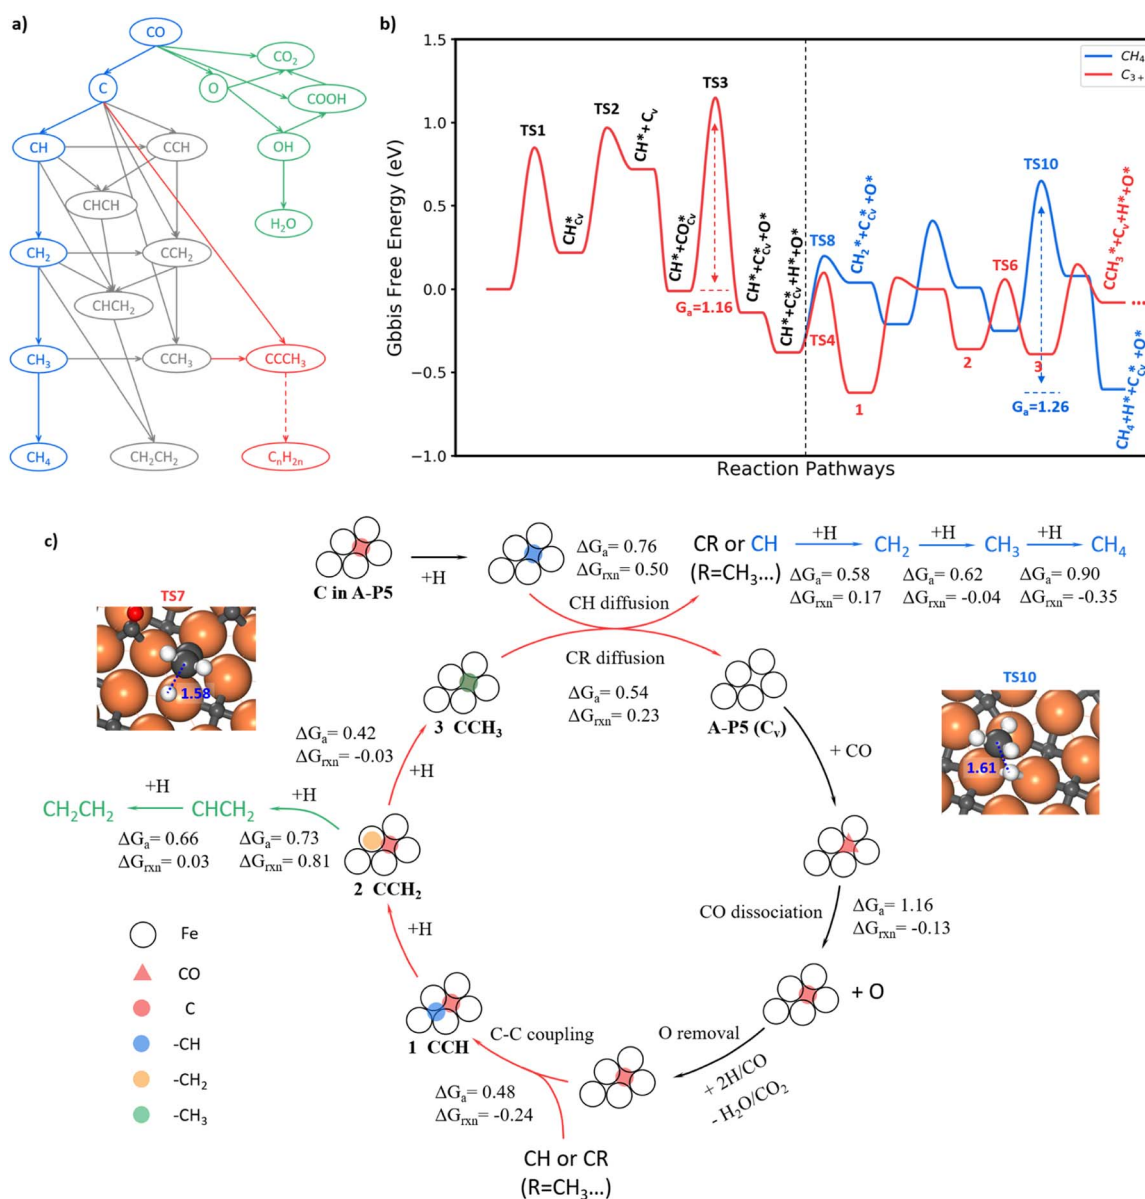 a)
CO
CO2
C
O
COOH
CH
CCH
OH
CHCH
H2O
CH2
CCH2
CHCH2
CH3
CCH3
CCCH3
CH4
CH2CH2
CnH2n
b)
Gbbis Free Energy (eV)
1.5
1.0
0.5
0.0
−0.5
−1.0
Reaction Pathways
CH4
C3+
TS1
TS2
TS3
CH*Cv
CH*+Cv
CH*+CO*Cv
Ga=1.16
CH*+C*Cv+O*
CH*+C*Cv+H*+O*
TS8
TS4
CH2*+C*Cv+O*
1
2
TS6
3
TS10
Ga=1.26
CCH3*+Cv+H*+O*
...
CH4+H*+C*Cv+O*
c)
C in A-P5
+H
ΔGa= 0.76
ΔGrxn= 0.50
CH diffusion
CR or CH
(R=CH3...)
+H
CH2
+H
CH3
+H
CH4
ΔGa= 0.58
ΔGrxn= 0.17
ΔGa= 0.62
ΔGrxn= -0.04
ΔGa= 0.90
ΔGrxn= -0.35
TS7
1.58
CR diffusion
ΔGa= 0.54
ΔGrxn= 0.23
3 CCH3
A-P5 (Cv)
TS10
1.61
ΔGa= 0.42
ΔGrxn= -0.03
+H
+ CO
CH2CH2
+H
CHCH2
+H
ΔGa= 0.66
ΔGrxn= 0.03
ΔGa= 0.73
ΔGrxn= 0.81
2 CCH2
CO dissociation
ΔGa= 1.16
ΔGrxn= -0.13
+H
Fe
CO
C
-CH
-CH2
-CH3
1 CCH
C-C coupling
+ O
O removal
+ 2H/CO
- H2O/CO2
ΔGa= 0.48
ΔGrxn= -0.24
CH or CR
(R=CH3...)